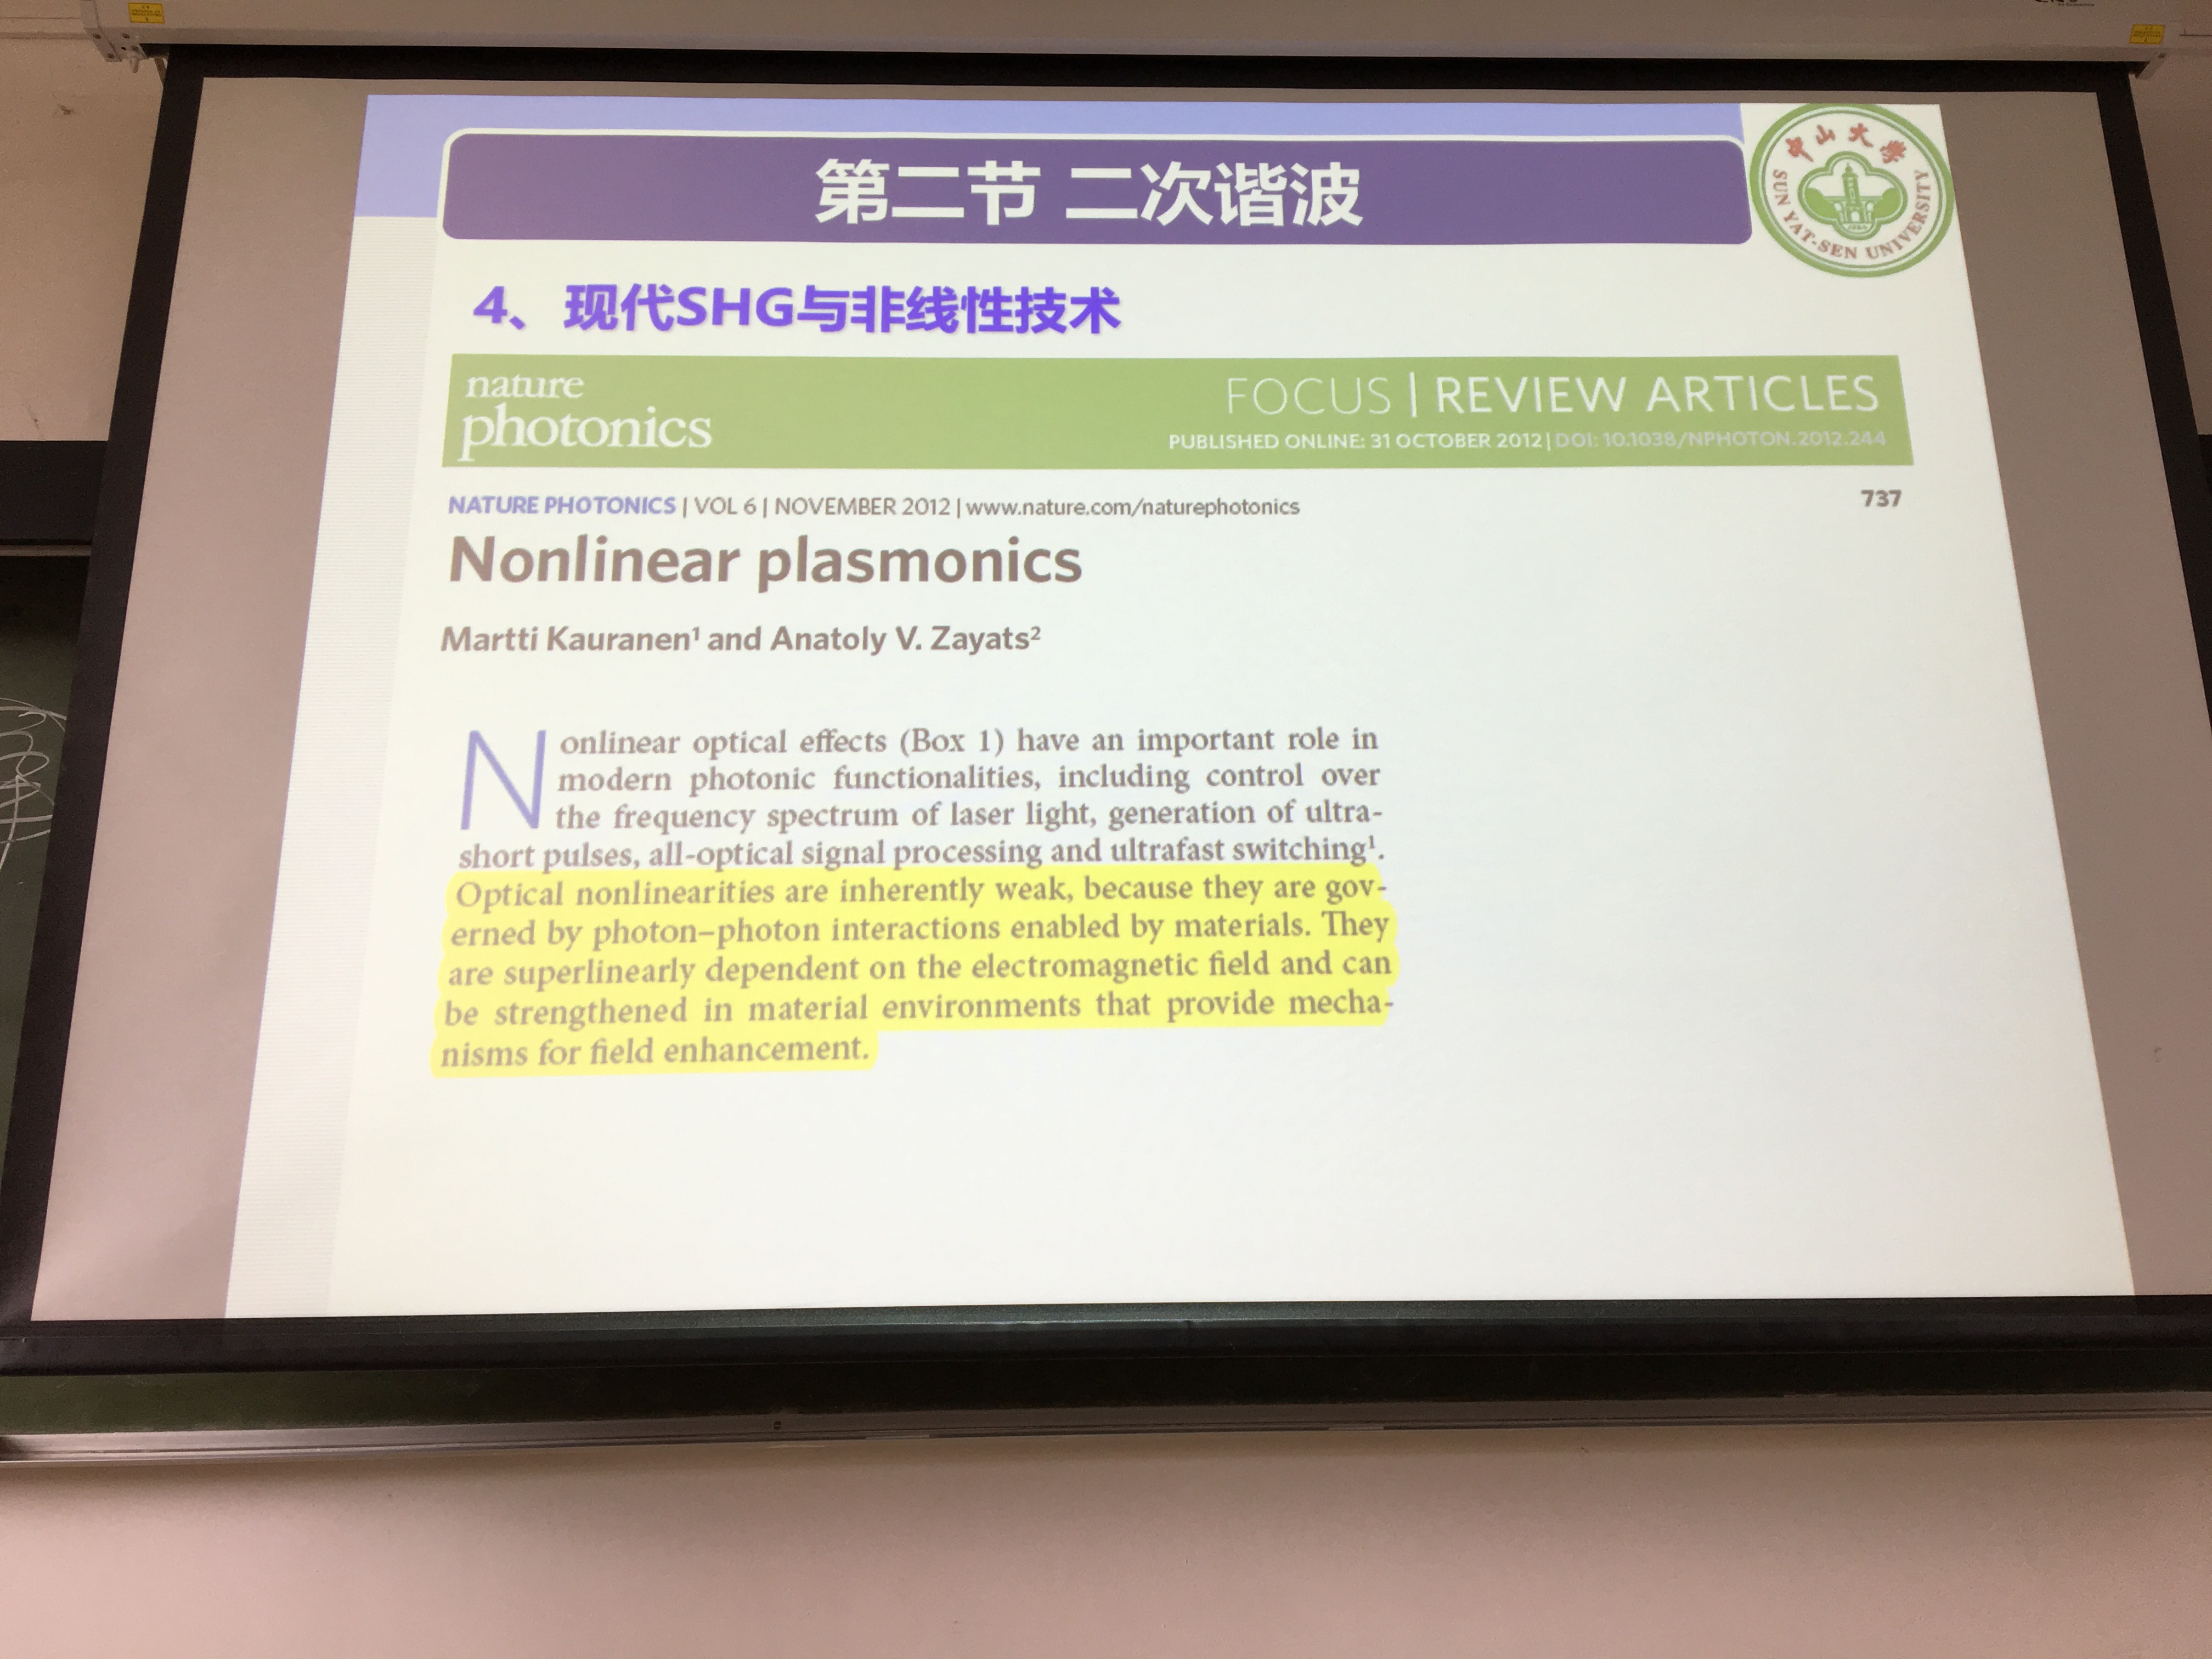 第二节 二次谐波
中山大学
SUN YAT-SEN UNIVERSITY
4、现代SHG与非线性技术
nature
photonics
FOCUS | REVIEW ARTICLES
PUBLISHED ONLINE: 31 OCTOBER 2012 | DOI: 10.1038/NPHOTON.2012.244
NATURE PHOTONICS | VOL 6 | NOVEMBER 2012 | www.nature.com/naturephotonics
737
Nonlinear plasmonics
Martti Kauranen¹ and Anatoly V. Zayats²
Nonlinear optical effects (Box 1) have an important role in
modern photonic functionalities, including control over
the frequency spectrum of laser light, generation of ultra-
short pulses, all-optical signal processing and ultrafast switching¹.
Optical nonlinearities are inherently weak, because they are gov-
erned by photon–photon interactions enabled by materials. They
are superlinearly dependent on the electromagnetic field and can
be strengthened in material environments that provide mecha-
nisms for field enhancement.